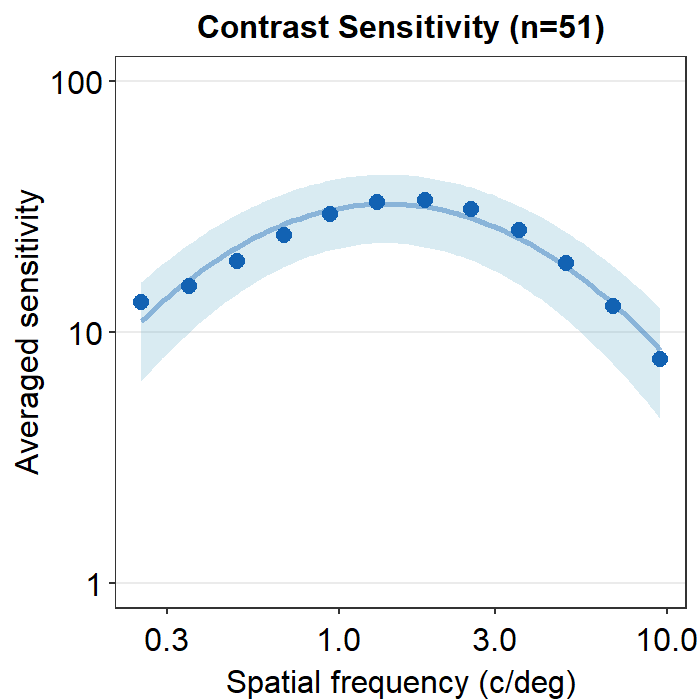 Contrast Sensitivity (n=51)
100
10
1
Averaged sensitivity
0.3 1.0 3.0 10.0
Spatial frequency (c/deg)